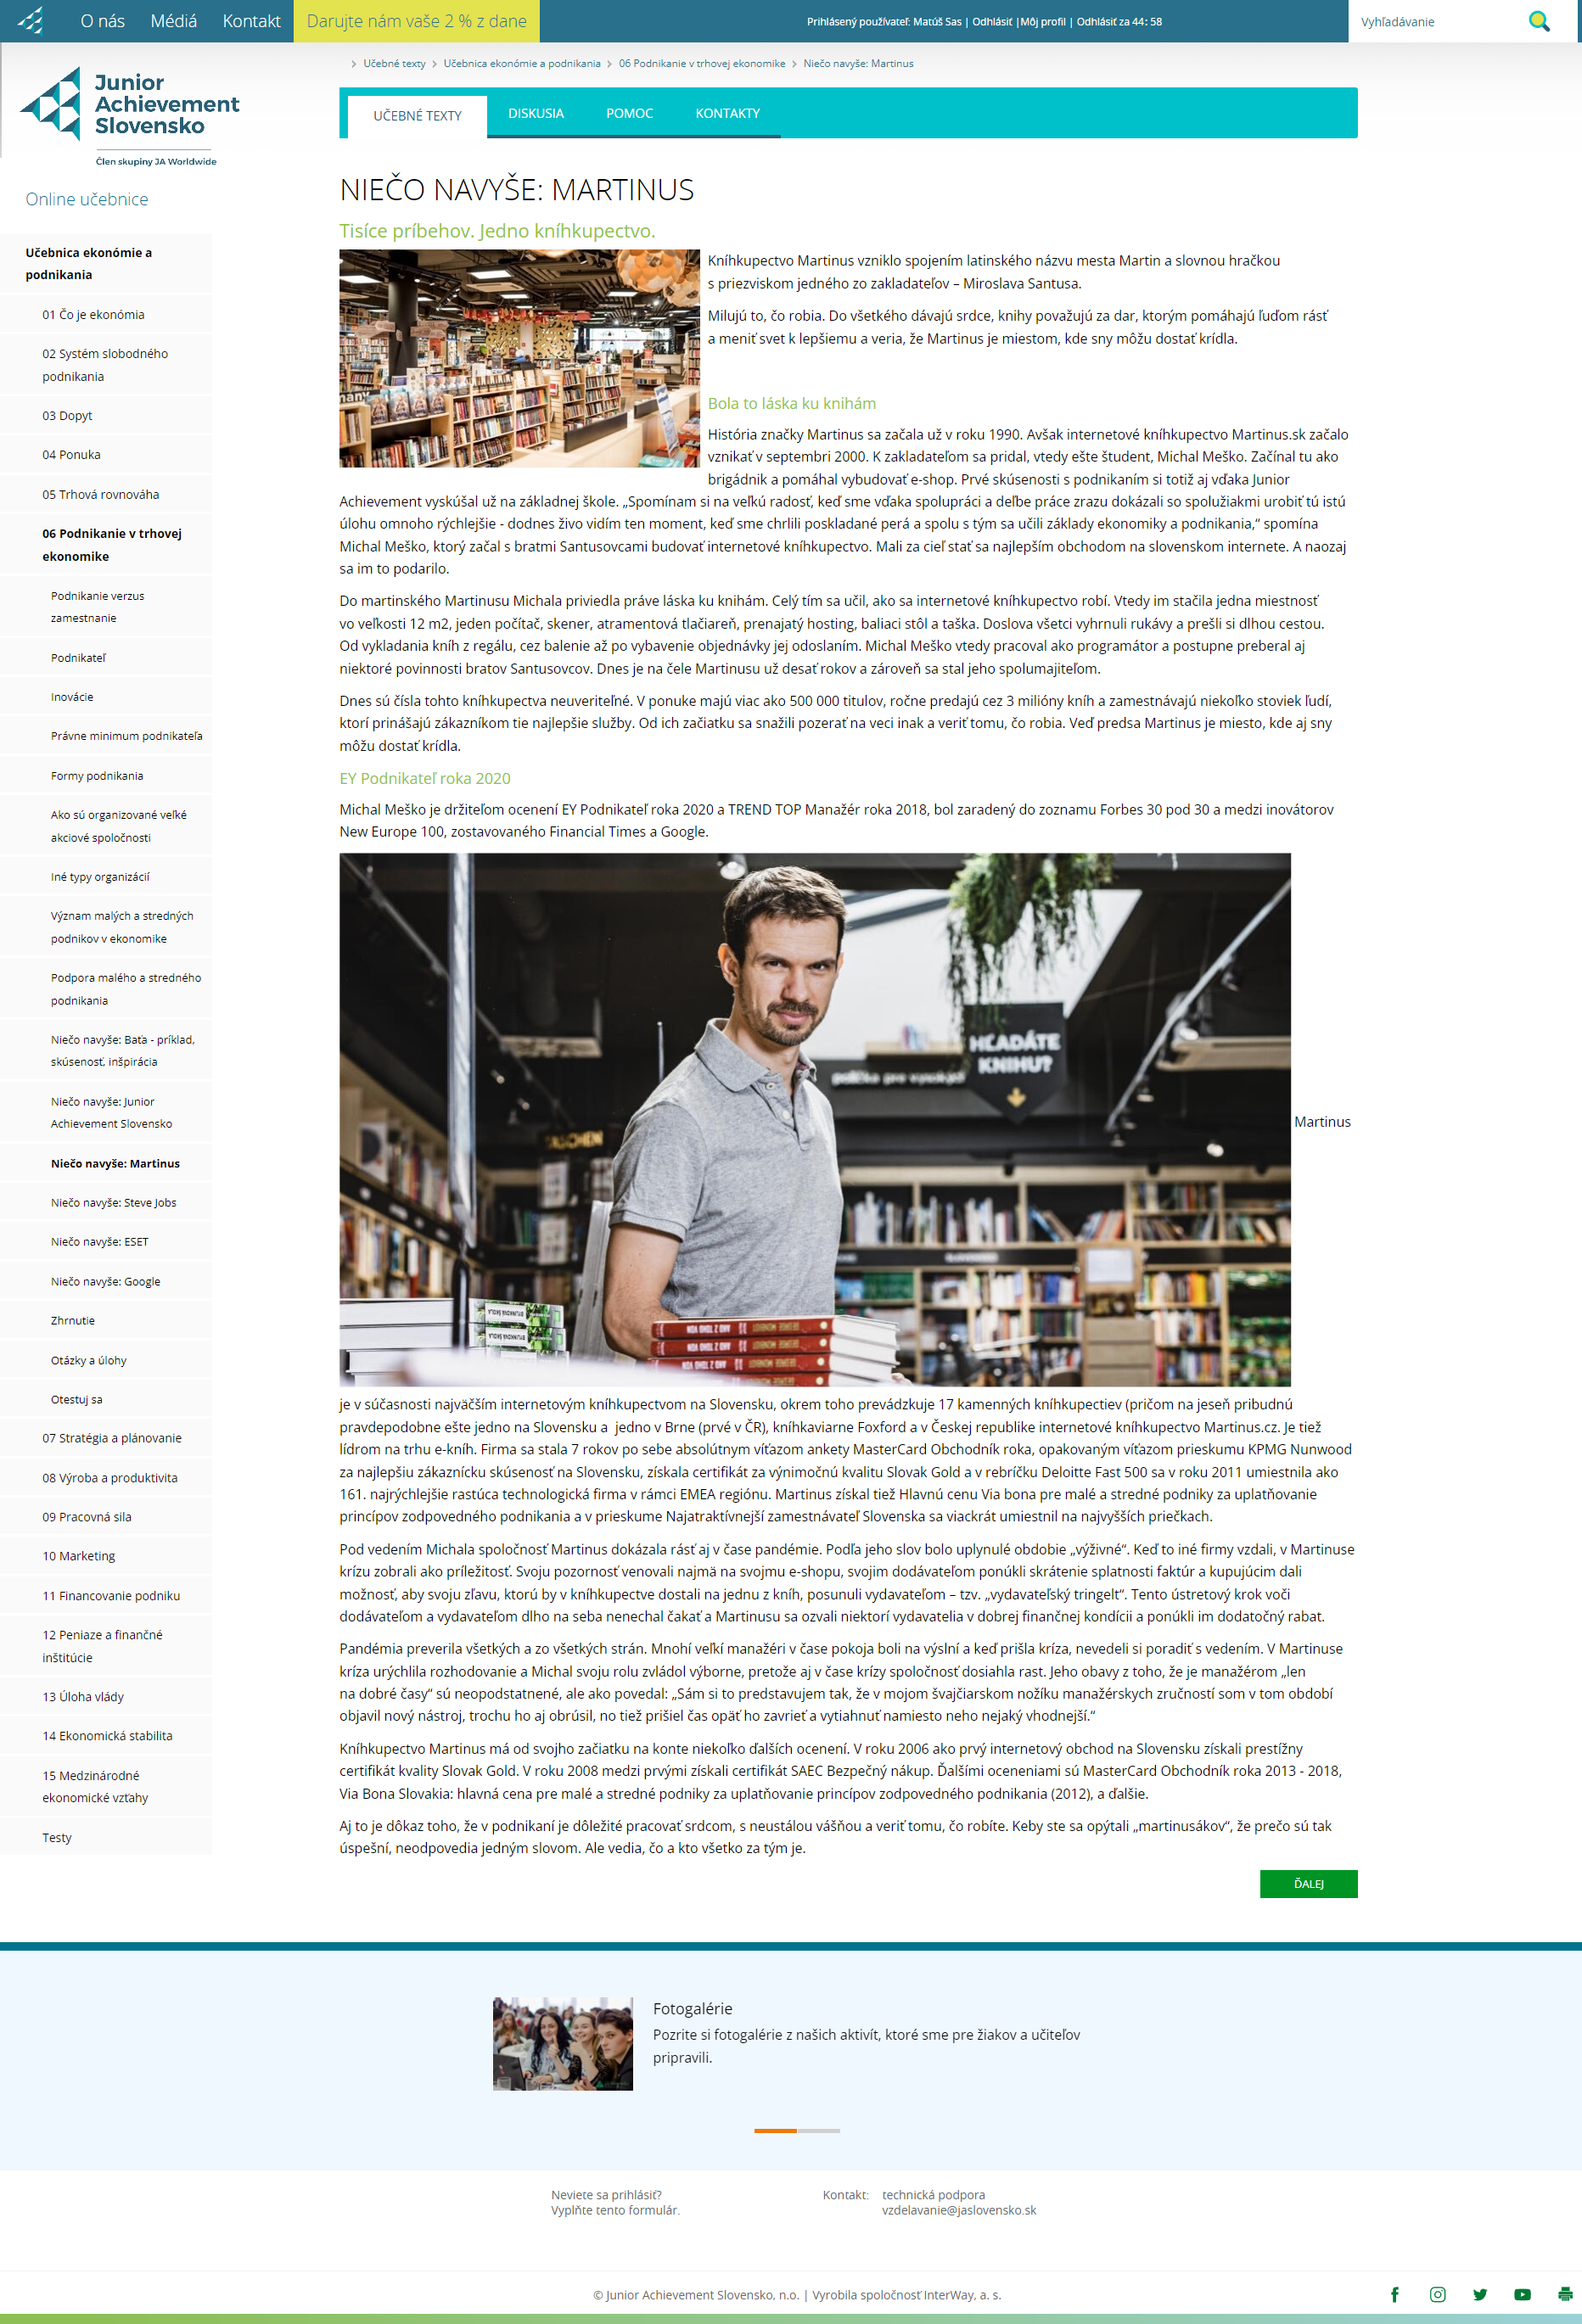 O nás Médiá Kontakt Darujte nám vaše 2 % z dane Prihlásený používateľ: Matúš Sas | Odhlásiť |Môj profil | Odhlásiť za 44: 58 Vyhľadávanie
Učebné texty Učebnica ekonómie a podnikania 06 Podnikanie v trhovej ekonomike Niečo navyše: Martinus
Junior
Achievement
Slovensko
Člen skupiny JA Worldwide
UČEBNÉ TEXTY DISKUSIA POMOC KONTAKTY
Online učebnice
Učebnica ekonómie a
podnikania
01 Čo je ekonómia
02 Systém slobodného
podnikania
03 Dopyt
04 Ponuka
05 Trhová rovnováha
06 Podnikanie v trhovej
ekonomike
Podnikanie verzus
zamestnanie
Podnikateľ
Inovácie
Právne minimum podnikateľa
Formy podnikania
Ako sú organizované veľké
akciové spoločnosti
Iné typy organizácií
Význam malých a stredných
podnikov v ekonomike
Podpora malého a stredného
podnikania
Niečo navyše: Baťa - príklad,
skúsenosť, inšpirácia
Niečo navyše: Junior
Achievement Slovensko
Niečo navyše: Martinus
Niečo navyše: Steve Jobs
Niečo navyše: ESET
Niečo navyše: Google
Zhrnutie
Otázky a úlohy
Otestuj sa
07 Stratégia a plánovanie
08 Výroba a produktivita
09 Pracovná sila
10 Marketing
11 Financovanie podniku
12 Peniaze a finančné
inštitúcie
13 Úloha vlády
14 Ekonomická stabilita
15 Medzinárodné
ekonomické vzťahy
Testy
NIEČO NAVYŠE: MARTINUS
Tisíce príbehov. Jedno kníhkupectvo.
Kníhkupectvo Martinus vzniklo spojením latinského názvu mesta Martin a slovnou hračkou
s priezviskom jedného zo zakladateľov – Miroslava Santusa.
Milujú to, čo robia. Do všetkého dávajú srdce, knihy považujú za dar, ktorým pomáhajú ľuďom rásť
a meniť svet k lepšiemu a veria, že Martinus je miestom, kde sny môžu dostať krídla.
Bola to láska ku knihám
História značky Martinus sa začala už v roku 1990. Avšak internetové kníhkupectvo Martinus.sk začalo
vznikať v septembri 2000. K zakladateľom sa pridal, vtedy ešte študent, Michal Meško. Začínal tu ako
brigádnik a pomáhal vybudovať e-shop. Prvé skúsenosti s podnikaním si totiž aj vďaka Junior
Achievement vyskúšal už na základnej škole. „Spomínam si na veľkú radosť, keď sme vďaka spolupráci a deľbe práce zrazu dokázali so spolužiakmi urobiť tú istú
úlohu omnoho rýchlejšie - dodnes živo vidím ten moment, keď sme chrlili poskladané perá a spolu s tým sa učili základy ekonomiky a podnikania,“ spomína
Michal Meško, ktorý začal s bratmi Santusovcami budovať internetové kníhkupectvo. Mali za cieľ stať sa najlepším obchodom na slovenskom internete. A naozaj
sa im to podarilo.
Do martinského Martinusu Michala priviedla práve láska ku knihám. Celý tím sa učil, ako sa internetové kníhkupectvo robí. Vtedy im stačila jedna miestnosť
vo veľkosti 12 m2, jeden počítač, skener, atramentová tlačiareň, prenajatý hosting, baliaci stôl a taška. Doslova všetci vyhrnuli rukávy a prešli si dlhou cestou.
Od vykladania kníh z regálu, cez balenie až po vybavenie objednávky jej odoslaním. Michal Meško vtedy pracoval ako programátor a postupne preberal aj
niektoré povinnosti bratov Santusovcov. Dnes je na čele Martinusu už desať rokov a zároveň sa stal jeho spolumajiteľom.
Dnes sú čísla tohto kníhkupectva neuveriteľné. V ponuke majú viac ako 500 000 titulov, ročne predajú cez 3 milióny kníh a zamestnávajú niekoľko stoviek ľudí,
ktorí prinášajú zákazníkom tie najlepšie služby. Od ich začiatku sa snažili pozerať na veci inak a veriť tomu, čo robia. Veď predsa Martinus je miesto, kde aj sny
môžu dostať krídla.
EY Podnikateľ roka 2020
Michal Meško je držiteľom ocenení EY Podnikateľ roka 2020 a TREND TOP Manažér roka 2018, bol zaradený do zoznamu Forbes 30 pod 30 a medzi inovátorov
New Europe 100, zostavovaného Financial Times a Google.
HĽADÁTE
KNIHU?
Martinus
je v súčasnosti najväčším internetovým kníhkupectvom na Slovensku, okrem toho prevádzkuje 17 kamenných kníhkupectiev (pričom na jeseň pribudnú
pravdepodobne ešte jedno na Slovensku a jedno v Brne (prvé v ČR), kníhkaviarne Foxford a v Českej republike internetové kníhkupectvo Martinus.cz. Je tiež
lídrom na trhu e-kníh. Firma sa stala 7 rokov po sebe absolútnym víťazom ankety MasterCard Obchodník roka, opakovaným víťazom prieskumu KPMG Nunwood
za najlepšiu zákaznícku skúsenosť na Slovensku, získala certifikát za výnimočnú kvalitu Slovak Gold a v rebríčku Deloitte Fast 500 sa v roku 2011 umiestnila ako
161. najrýchlejšie rastúca technologická firma v rámci EMEA regiónu. Martinus získal tiež Hlavnú cenu Via bona pre malé a stredné podniky za uplatňovanie
princípov zodpovedného podnikania a v prieskume Najatraktívnejší zamestnávateľ Slovenska sa viackrát umiestnil na najvyšších priečkach.
Pod vedením Michala spoločnosť Martinus dokázala rásť aj v čase pandémie. Podľa jeho slov bolo uplynulé obdobie „výživné“. Keď to iné firmy vzdali, v Martinuse
krízu zobrali ako príležitosť. Svoju pozornosť venovali najmä na svojmu e-shopu, svojim dodávateľom ponúkli skrátenie splatnosti faktúr a kupujúcim dali
možnosť, aby svoju zľavu, ktorú by v kníhkupectve dostali na jednu z kníh, posunuli vydavateľom – tzv. „vydavateľský tringelt“. Tento ústretový krok voči
dodávateľom a vydavateľom dlho na seba nenechal čakať a Martinusu sa ozvali niektorí vydavatelia v dobrej finančnej kondícii a ponúkli im dodatočný rabat.
Pandémia preverila všetkých a zo všetkých strán. Mnohí veľkí manažéri v čase pokoja boli na výslní a keď prišla kríza, nevedeli si poradiť s vedením. V Martinuse
kríza urýchlila rozhodovanie a Michal svoju rolu zvládol výborne, pretože aj v čase krízy spoločnosť dosiahla rast. Jeho obavy z toho, že je manažérom „len
na dobré časy“ sú neopodstatnené, ale ako povedal: „Sám si to predstavujem tak, že v mojom švajčiarskom nožíku manažérskych zručností som v tom období
objavil nový nástroj, trochu ho aj obrúsil, no tiež prišiel čas opäť ho zavrieť a vytiahnuť namiesto neho nejaký vhodnejší.“
Kníhkupectvo Martinus má od svojho začiatku na konte niekoľko ďalších ocenení. V roku 2006 ako prvý internetový obchod na Slovensku získali prestížny
certifikát kvality Slovak Gold. V roku 2008 medzi prvými získali certifikát SAEC Bezpečný nákup. Ďalšími oceneniami sú MasterCard Obchodník roka 2013 - 2018,
Via Bona Slovakia: hlavná cena pre malé a stredné podniky za uplatňovanie princípov zodpovedného podnikania (2012), a ďalšie.
Aj to je dôkaz toho, že v podnikaní je dôležité pracovať srdcom, s neustálou vášňou a veriť tomu, čo robíte. Keby ste sa opýtali „martinusákov“, že prečo sú tak
úspešní, neodpovedia jedným slovom. Ale vedia, čo a kto všetko za tým je.
ĎALEJ
Fotogalérie
Pozrite si fotogalérie z našich aktivít, ktoré sme pre žiakov a učiteľov
pripravili.
Neviete sa prihlásiť?
Vyplňte tento formulár.
Kontakt: technická podpora
vzdelavanie@jaslovensko.sk
© Junior Achievement Slovensko, n.o. | Vyrobila spoločnosť InterWay, a. s.